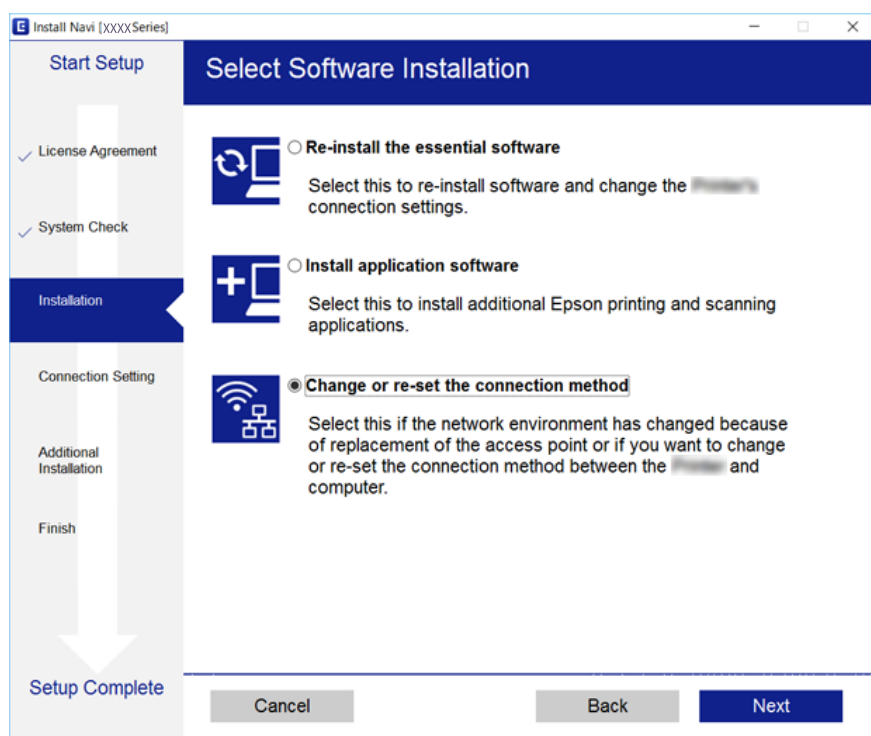 Install Navi [XXXX Series]
Start Setup
Select Software Installation
License Agreement
System Check
Installation
Connection Setting
Additional
Installation
Finish
Setup Complete
Re-install the essential software
Select this to re-install software and change the
connection settings.
Install application software
Select this to install additional Epson printing and scanning
applications.
Change or re-set the connection method
Select this if the network environment has changed because
of replacement of the access point or if you want to change
or re-set the connection method between the and
computer.
Cancel
Back
Next